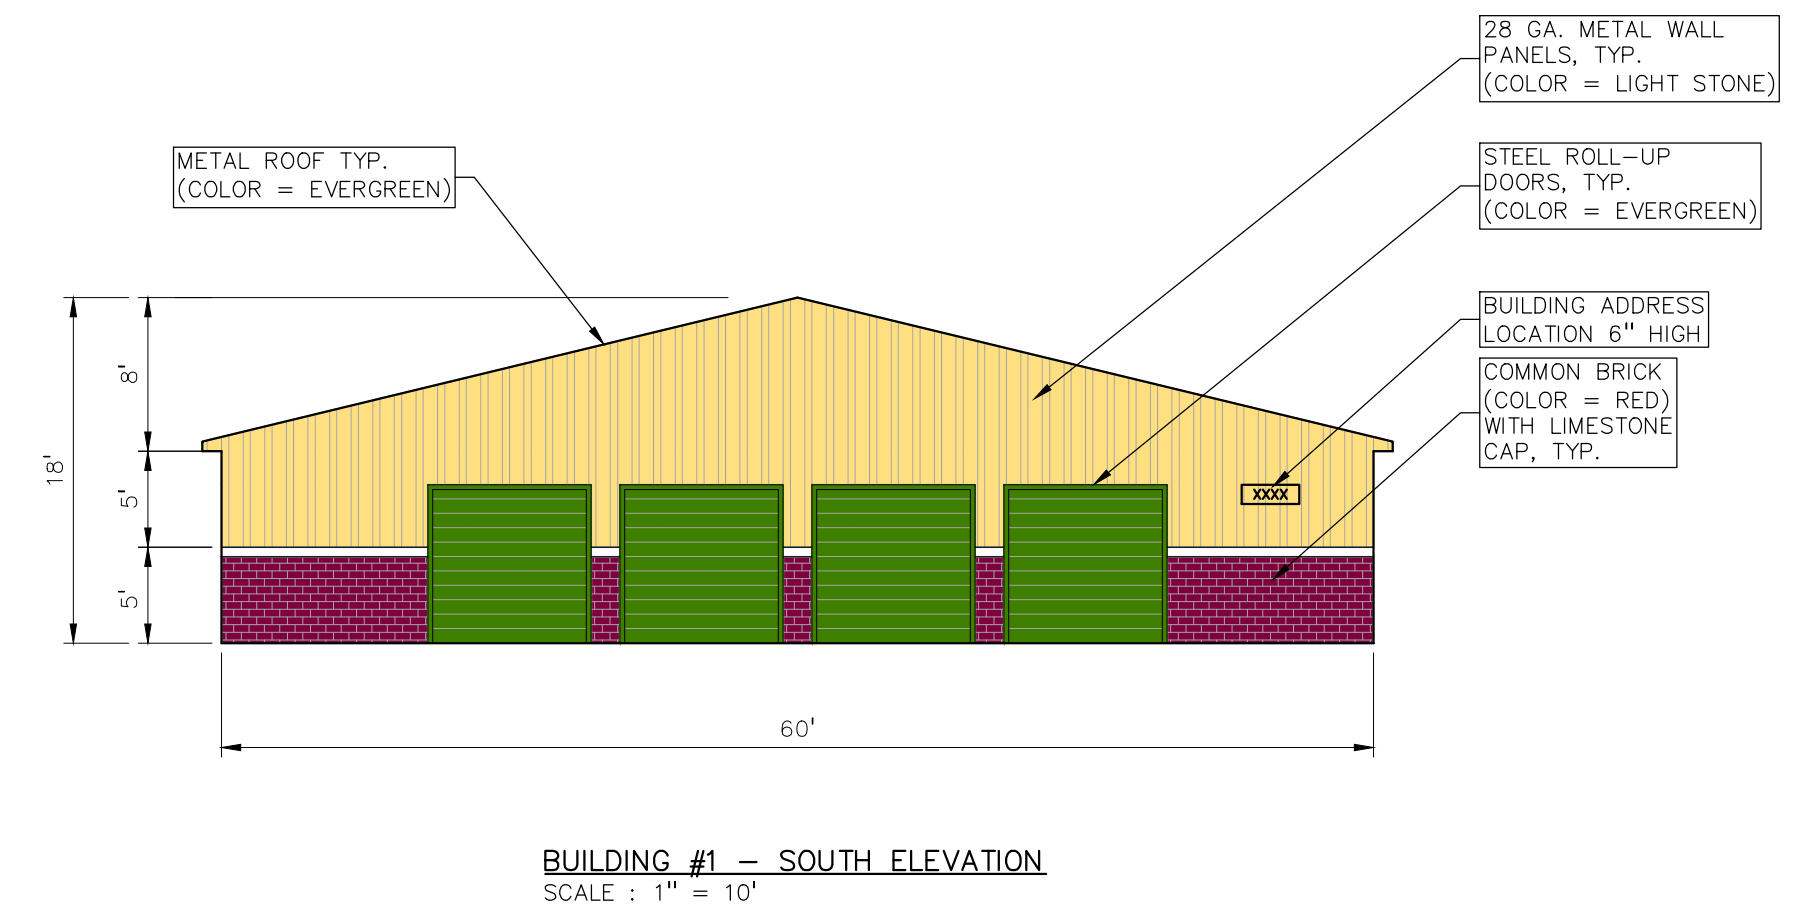 28 GA. METAL WALL
PANELS, TYP.
(COLOR = LIGHT STONE)
METAL ROOF TYP.
(COLOR = EVERGREEN)
STEEL ROLL-UP
DOORS, TYP.
(COLOR = EVERGREEN)
BUILDING ADDRESS
LOCATION 6" HIGH
COMMON BRICK
(COLOR = RED)
WITH LIMESTONE
CAP, TYP.
18'
8'
5'
5'
XXXX
60'
BUILDING #1 - SOUTH ELEVATION
SCALE : 1" = 10'